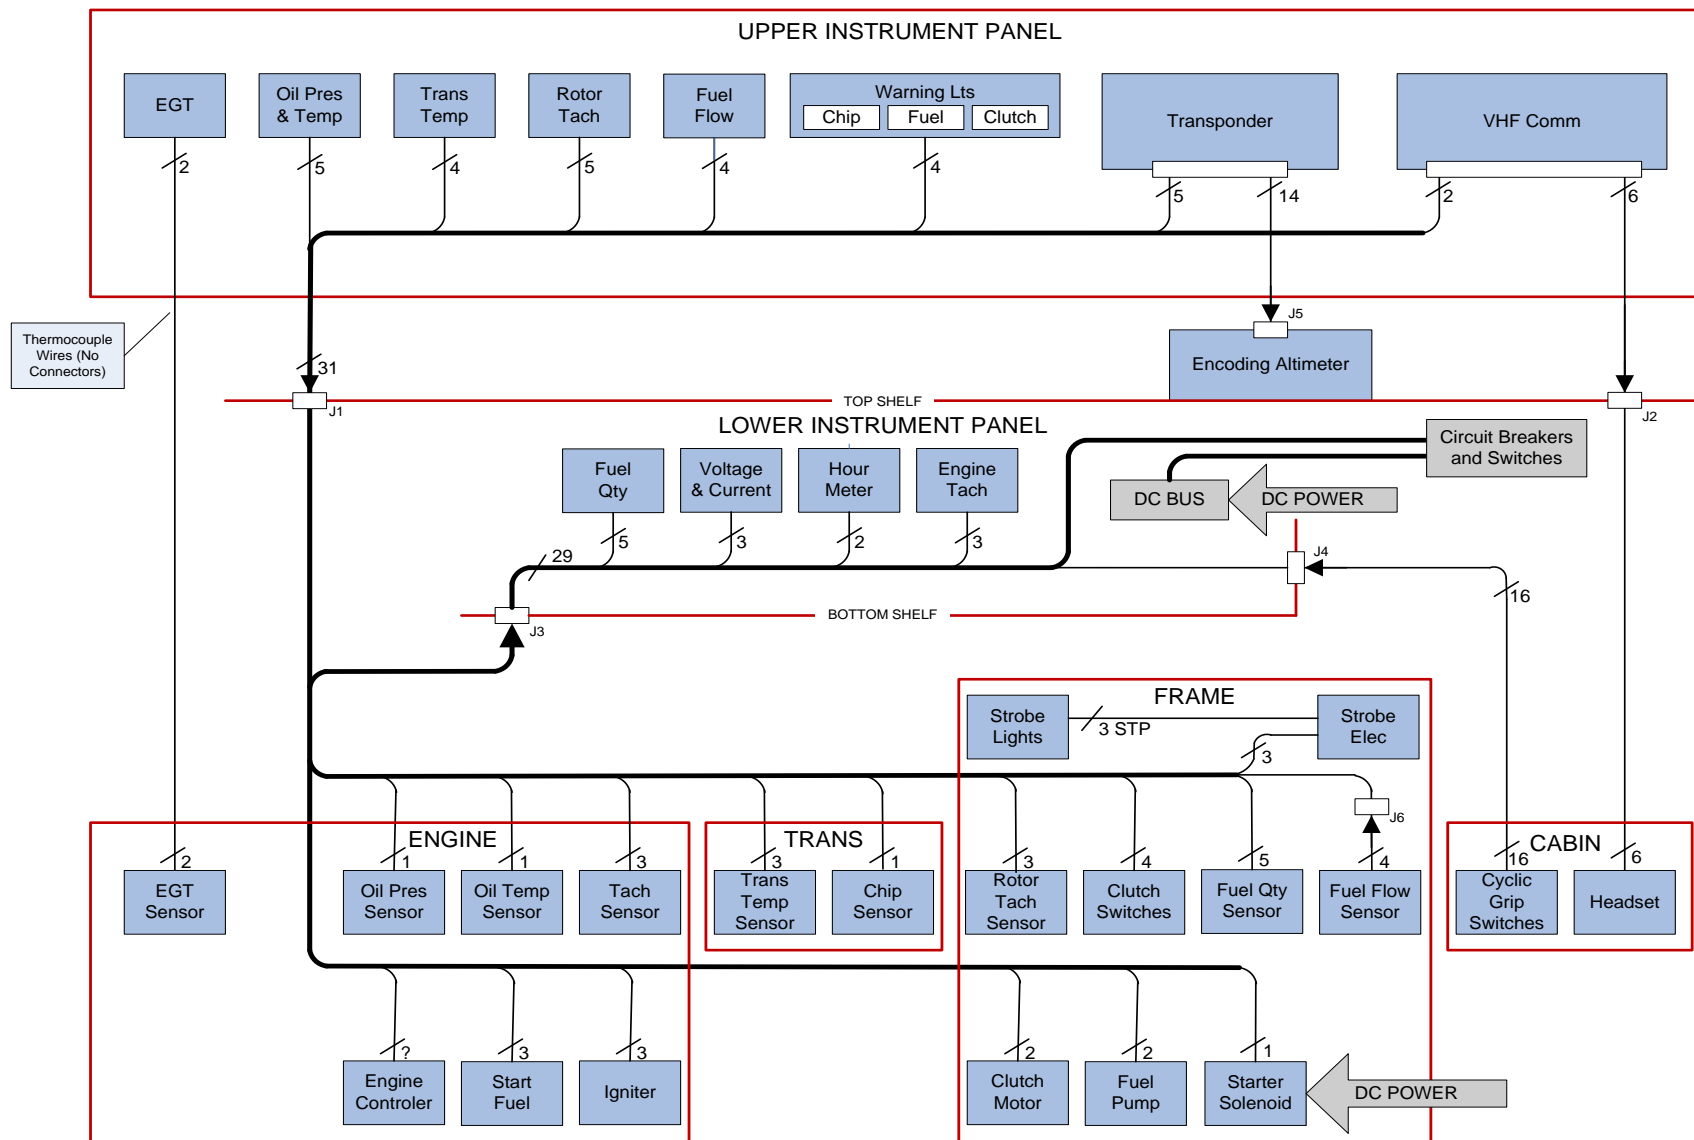 UPPER INSTRUMENT PANEL
EGT
Oil Pres
& Temp
Trans
Temp
Rotor
Tach
Fuel
Flow
Warning Lts
Chip
Fuel
Clutch
Transponder
VHF Comm
2
5
4
5
4
4
5
14
2
6
Thermocouple
Wires (No
Connectors)
31
J1
J5
Encoding Altimeter
TOP SHELF
J2
LOWER INSTRUMENT PANEL
Fuel
Qty
Voltage
& Current
Hour
Meter
Engine
Tach
Circuit Breakers
and Switches
DC BUS
DC POWER
5
3
2
3
29
J4
16
BOTTOM SHELF
J3
FRAME
Strobe
Lights
3 STP
Strobe
Elec
3
J6
ENGINE
TRANS
CABIN
2
1
1
3
3
1
3
4
5
4
16
6
EGT
Sensor
Oil Pres
Sensor
Oil Temp
Sensor
Tach
Sensor
Trans
Temp
Sensor
Chip
Sensor
Rotor
Tach
Sensor
Clutch
Switches
Fuel Qty
Sensor
Fuel Flow
Sensor
Cyclic
Grip
Switches
Headset
?
3
3
2
2
1
Engine
Controler
Start
Fuel
Igniter
Clutch
Motor
Fuel
Pump
Starter
Solenoid
DC POWER